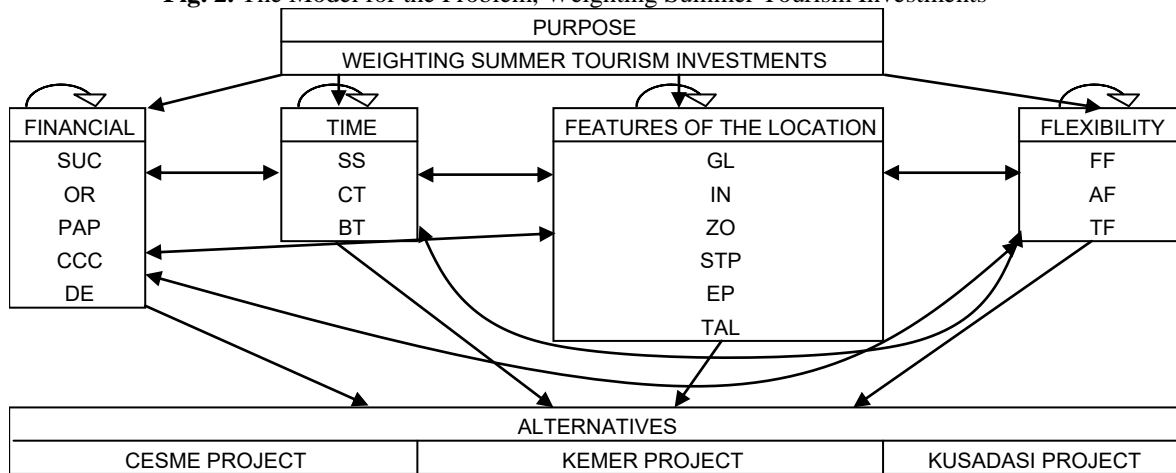 Fig. 2. The Model for the Problem, Weighting Summer Tourism Investments
PURPOSE
WEIGHTING SUMMER TOURISM INVESTMENTS
FINANCIAL
SUC
OR
PAP
CCC
DE
TIME
SS
CT
BT
FEATURES OF THE LOCATION
GL
IN
ZO
STP
EP
TAL
FLEXIBILITY
FF
AF
TF
ALTERNATIVES
CESME PROJECT
KEMER PROJECT
KUSADASI PROJECT